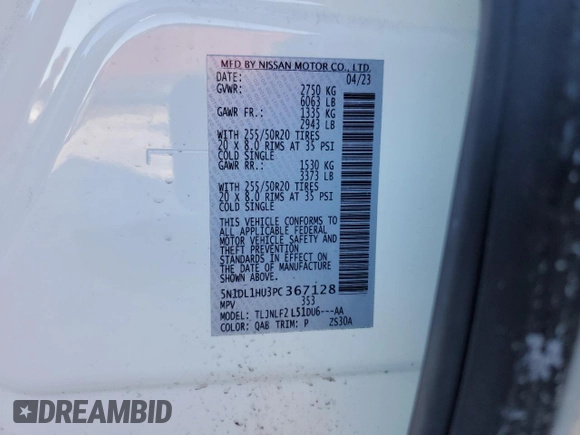 MFD BY NISSAN MOTOR CO., LTD.
DATE: 04/23
GVWR: 2750 KG
6063 LB
GAWR FR.: 1335 KG
2943 LB
WITH 255/50R20 TIRES
20 X 8.0 RIMS AT 35 PSI
COLD SINGLE
GAWR RR.: 1530 KG
3373 LB
WITH 255/50R20 TIRES
20 X 8.0 RIMS AT 35 PSI
COLD SINGLE
THIS VEHICLE CONFORMS TO
ALL APPLICABLE FEDERAL
MOTOR VEHICLE SAFETY AND
THEFT PREVENTION
STANDARDS IN EFFECT ON
THE DATE OF MANUFACTURE
SHOWN ABOVE.
5N1DL1HU3PC367128
MPV 353
MODEL: TLJNLFZ L51DU6---AA
COLOR: QAB TRIM: P ZS30A
DREAMBID